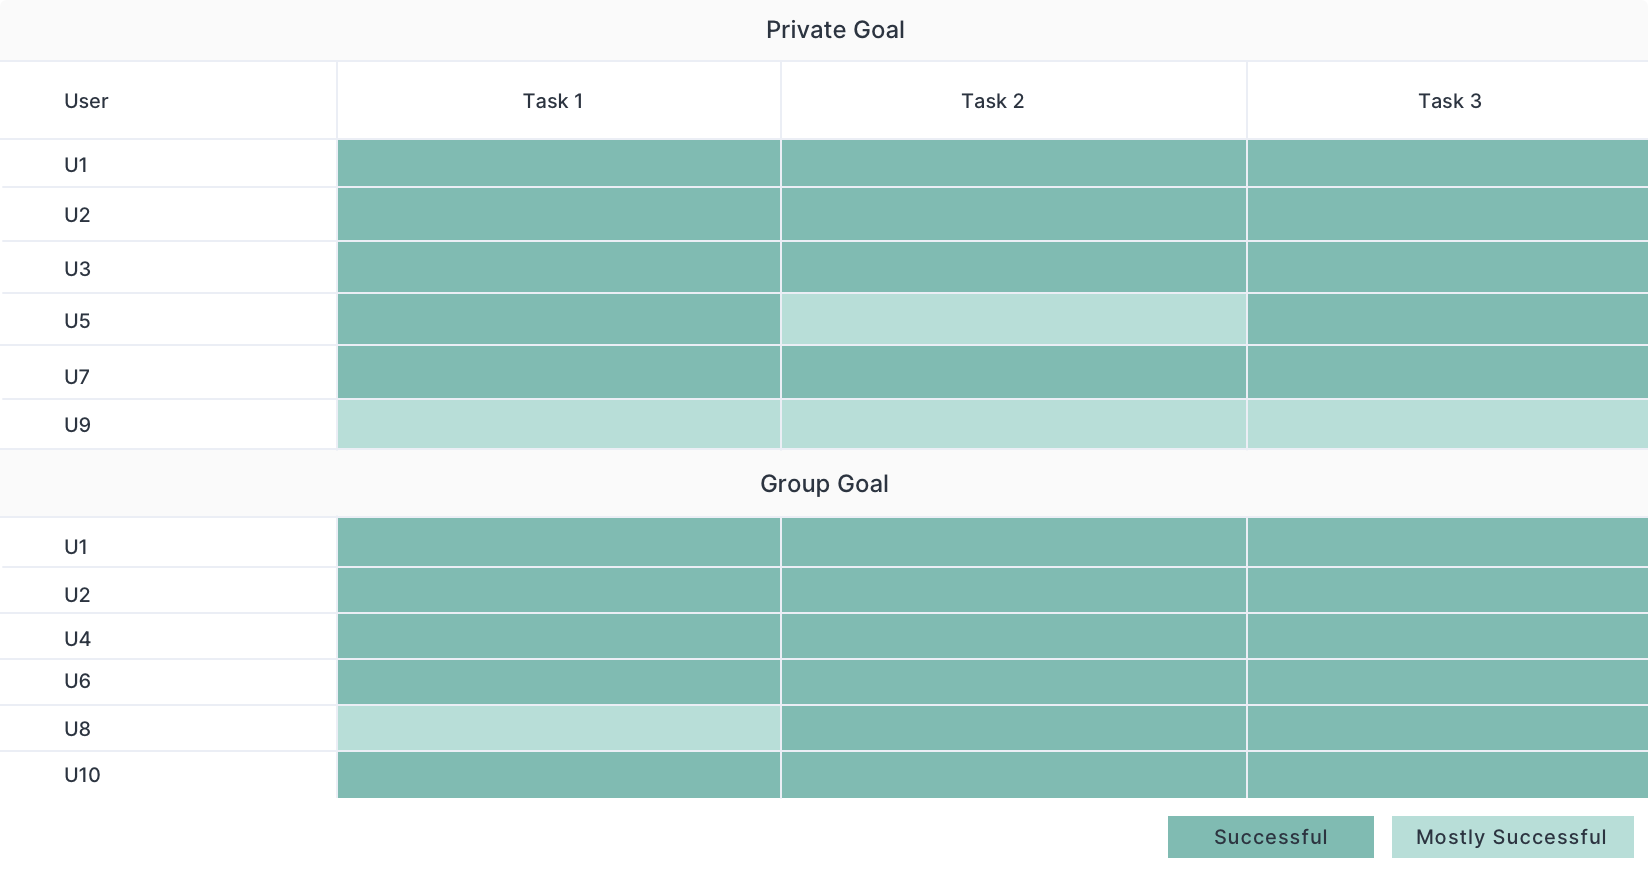 Private Goal
User Task 1 Task 2 Task 3
U1
U2
U3
U5
U7
U9
Group Goal
U1
U2
U4
U6
U8
U10
Successful Mostly Successful